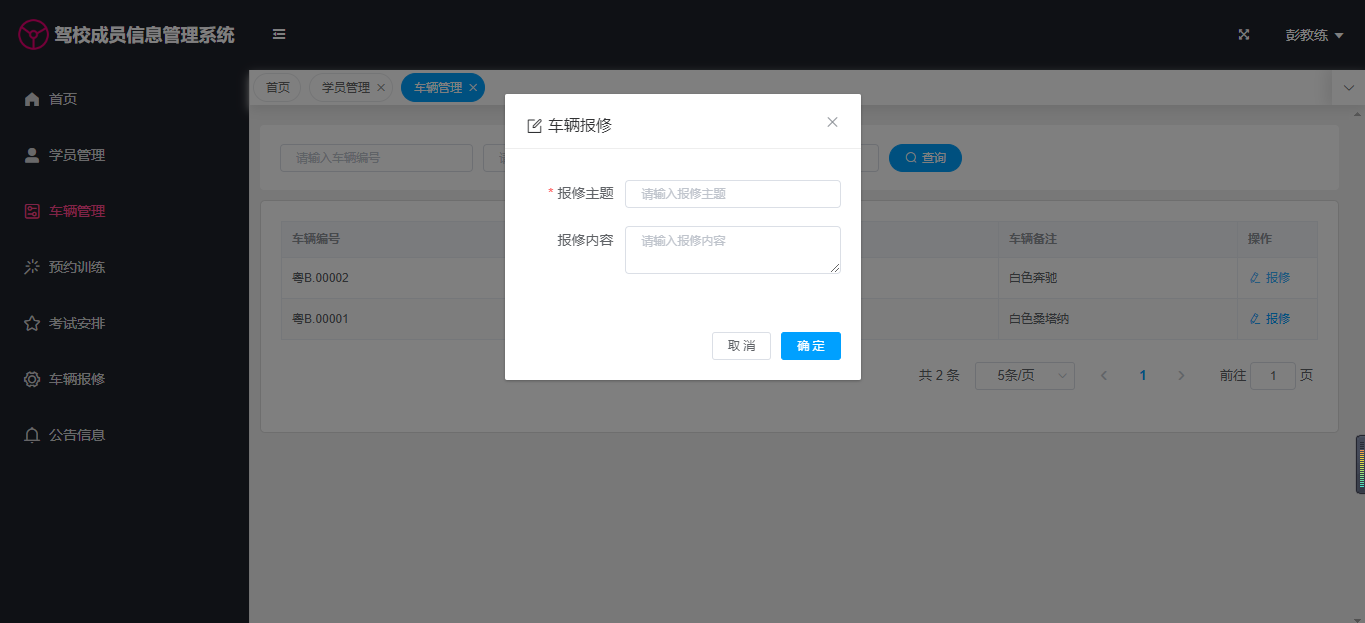 驾校成员信息管理系统
彭教练
首页
学员管理
车辆管理
预约训练
考试安排
车辆报修
公告信息
首页
学员管理
车辆管理
请输入车辆编号
查询
车辆编号
车辆备注
操作
粤B.00002
白色奔驰
报修
粤B.00001
白色桑塔纳
报修
共 2 条
5条/页
1
前往
1
页
车辆报修
* 报修主题
请输入报修主题
报修内容
请输入报修内容
取 消
确 定